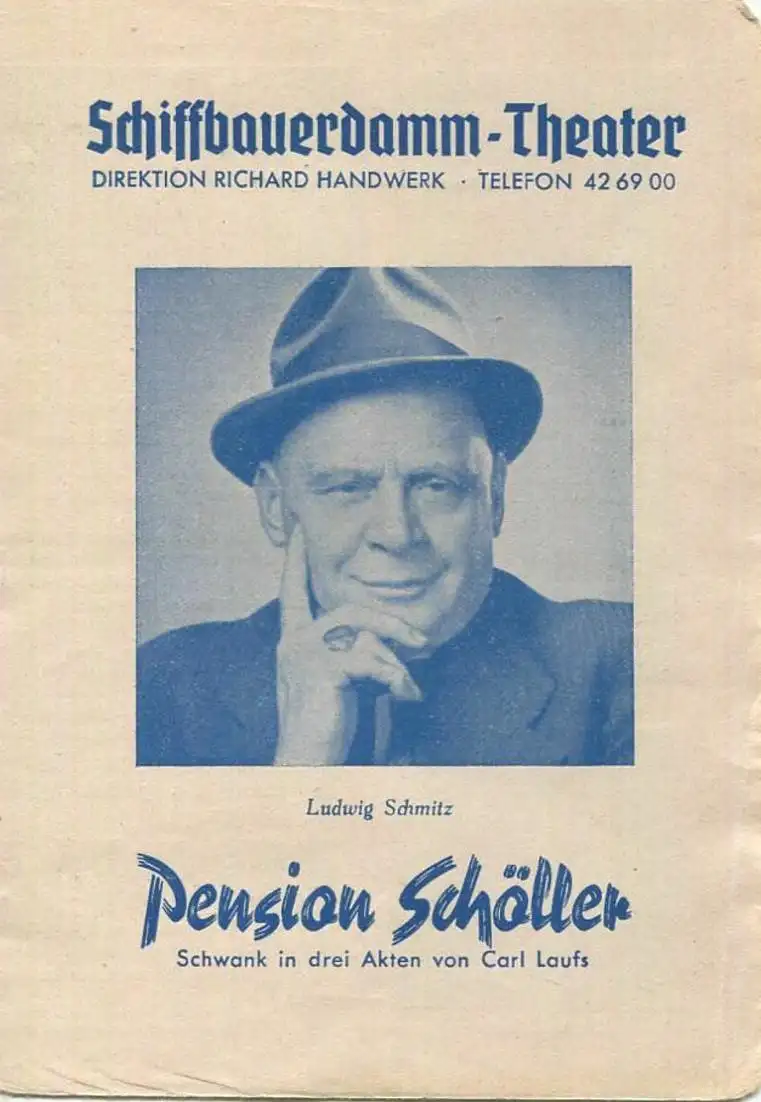 Schiffbauerdamm-Theater
DIREKTION RICHARD HANDWERK · TELEFON 42 69 00
Ludwig Schmitz
Pension Schöller
Schwank in drei Akten von Carl Laufs